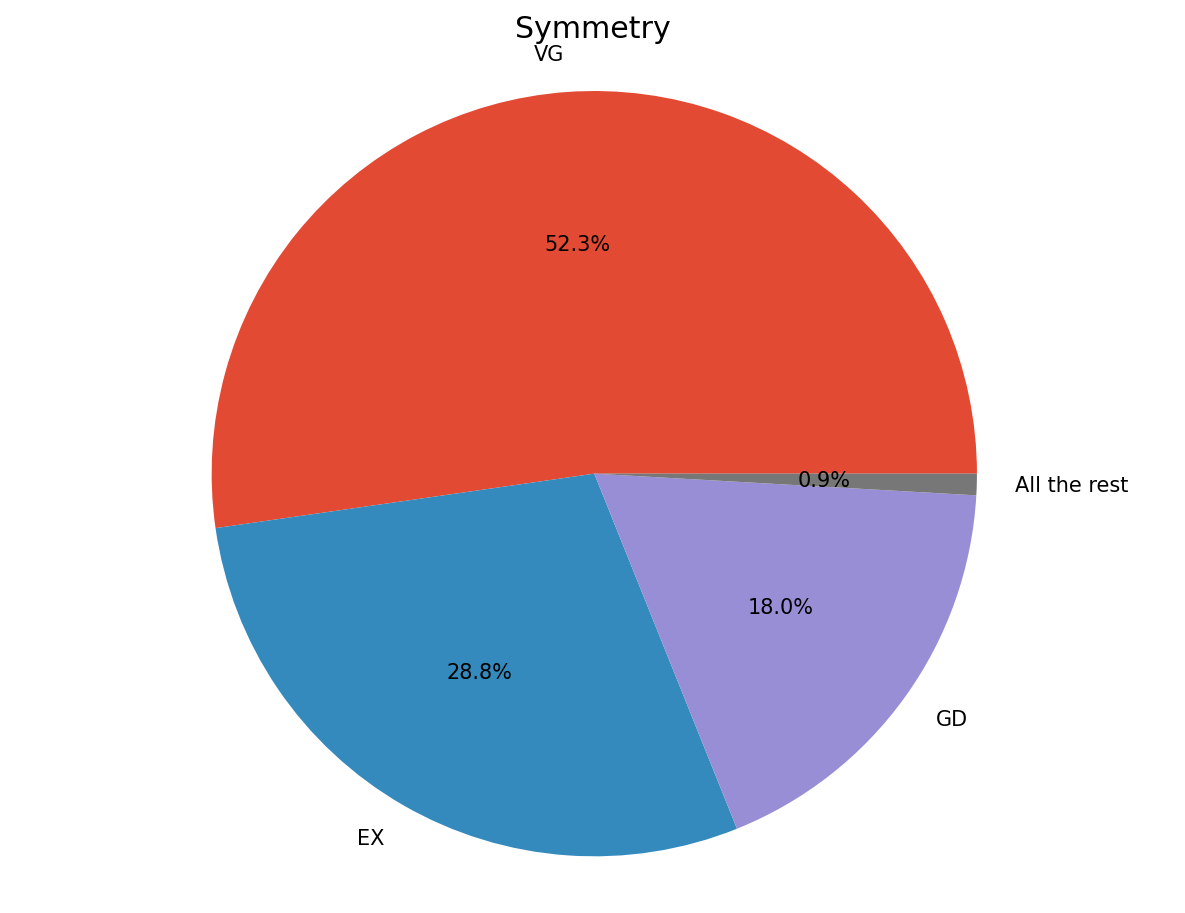 Symmetry
VG
52.3%
0.9%
All the rest
18.0%
28.8%
GD
EX